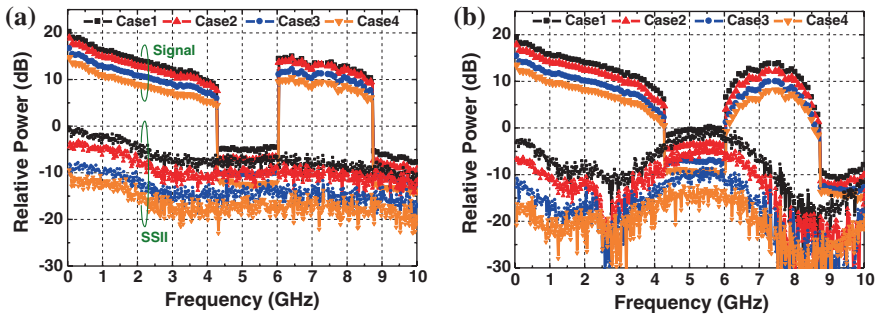 (a)
Case1 Case2 Case3 Case4
Relative Power (dB)
20
10
0
-10
-20
-30
Signal
SSII
0 1 2 3 4 5 6 7 8 9 10
Frequency (GHz)
(b)
Case1 Case2 Case3 Case4
Relative Power (dB)
20
10
0
-10
-20
-30
0 1 2 3 4 5 6 7 8 9 10
Frequency (GHz)